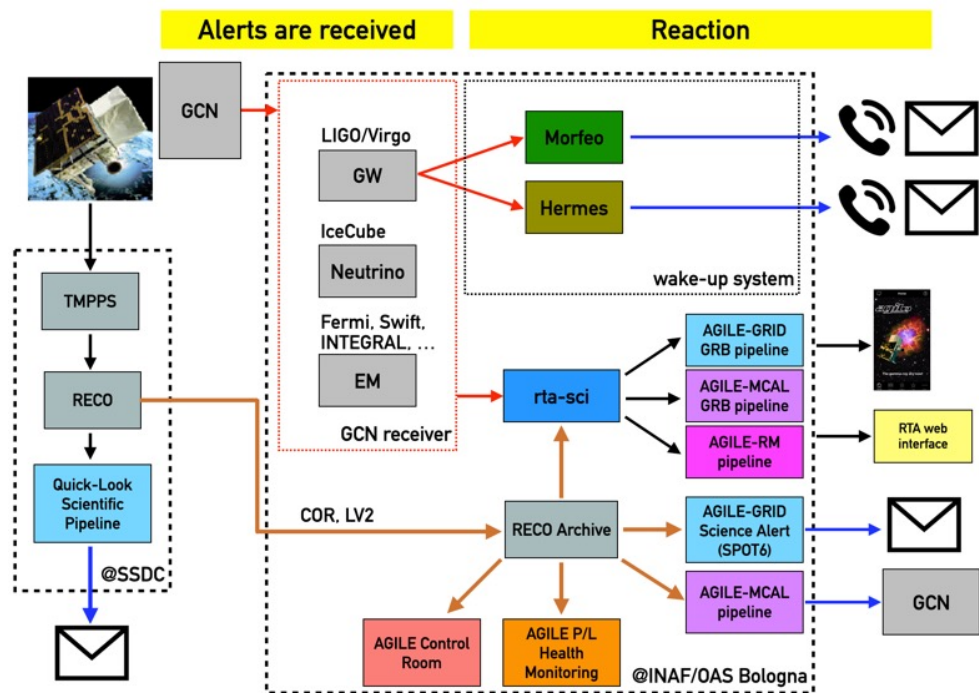 Alerts are received
Reaction
GCN
LIGO/Virgo
GW
IceCube
Neutrino
Fermi, Swift,
INTEGRAL, ...
EM
GCN receiver
Morfeo
Hermes
wake-up system
TMPPS
RECO
Quick-Look
Scientific
Pipeline
@SSDC
rta-sci
AGILE-GRID
GRB pipeline
AGILE-MCAL
GRB pipeline
AGILE-RM
pipeline
agile
RTA web
interface
COR, LV2
RECO Archive
AGILE-GRID
Science Alert
(SPOT6)
AGILE-MCAL
pipeline
GCN
AGILE Control
Room
AGILE P/L
Health
Monitoring
@INAF/OAS Bologna